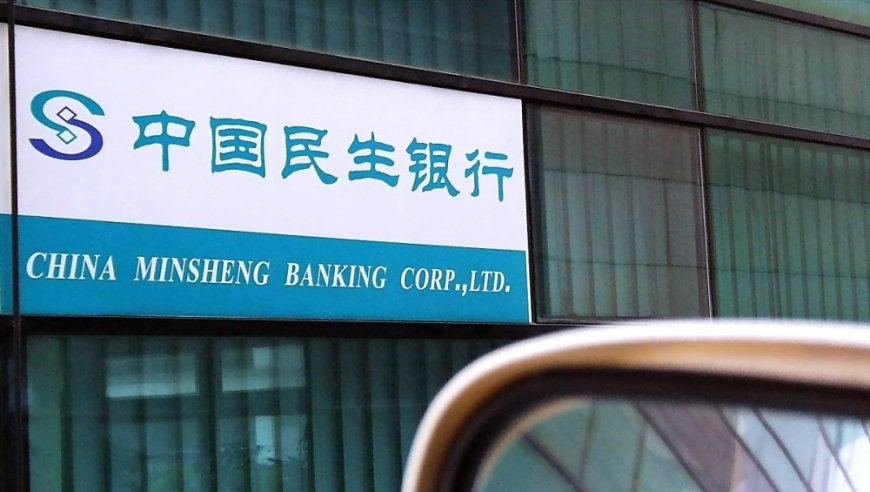 中国民生银行
CHINA MINSHENG BANKING CORP.,LTD.